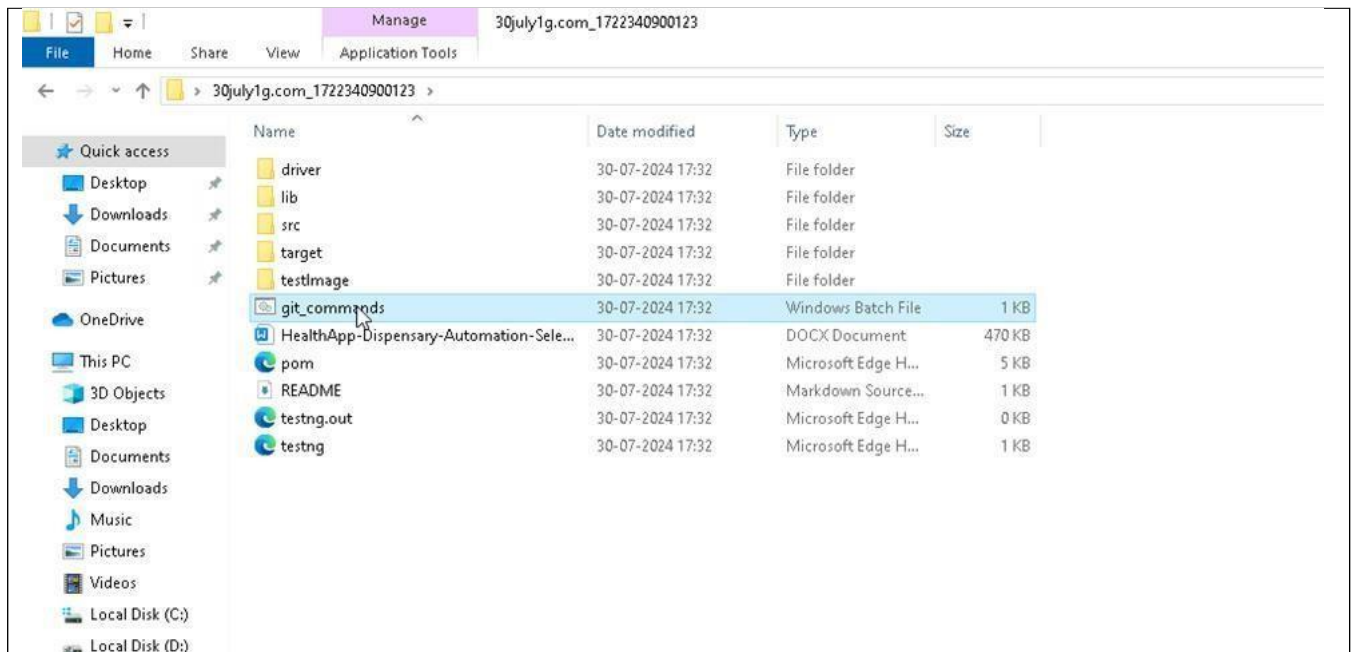 Manage 30july1g.com_1722340900123
File Home Share View Application Tools
30july1g.com_1722340900123
Name Date modified Type Size
Quick access
Desktop
Downloads
Documents
Pictures
OneDrive
This PC
3D Objects
Desktop
Documents
Downloads
Music
Pictures
Videos
Local Disk (C:)
Local Disk (D:)
driver 30-07-2024 17:32 File folder
lib 30-07-2024 17:32 File folder
src 30-07-2024 17:32 File folder
target 30-07-2024 17:32 File folder
testImage 30-07-2024 17:32 File folder
git_commands 30-07-2024 17:32 Windows Batch File 1 KB
HealthApp-Dispensary-Automation-Sele... 30-07-2024 17:32 DOCX Document 470 KB
pom 30-07-2024 17:32 Microsoft Edge H... 5 KB
README 30-07-2024 17:32 Markdown Source... 1 KB
testng.out 30-07-2024 17:32 Microsoft Edge H... 0 KB
testng 30-07-2024 17:32 Microsoft Edge H... 1 KB